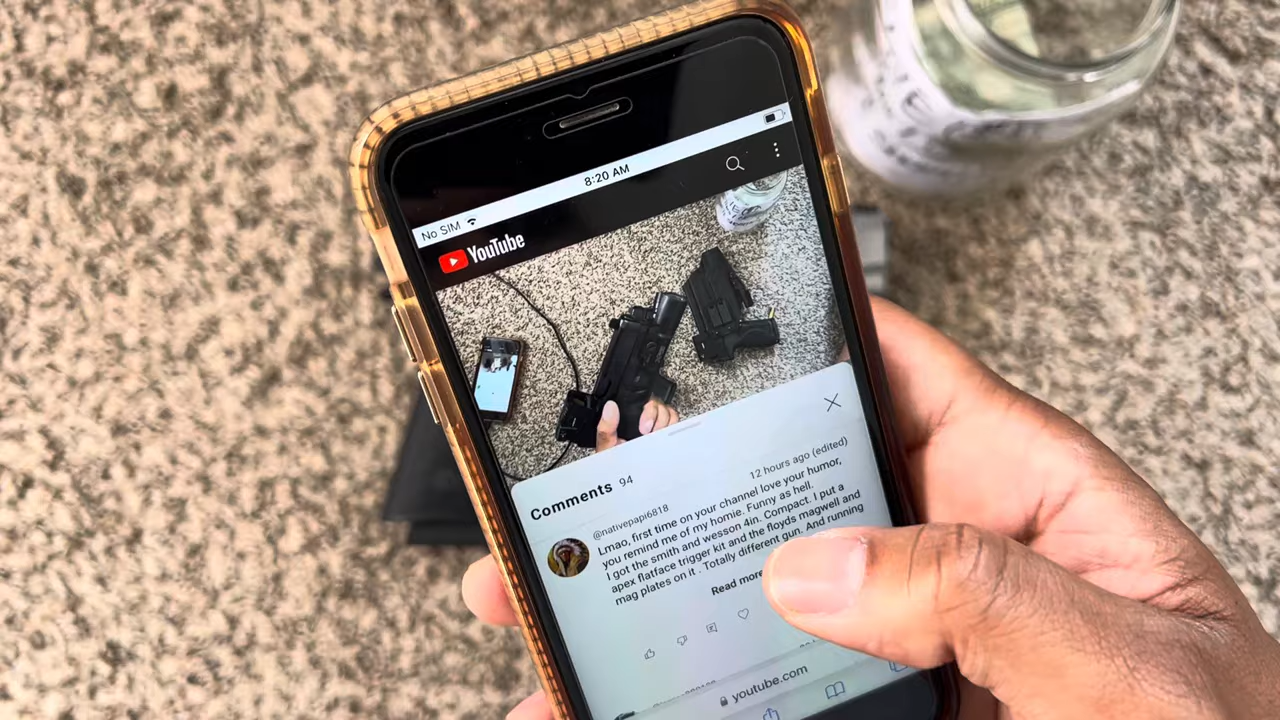 No SIM 8:20 AM
YouTube
Comments 94
@nativepapi6818 12 hours ago (edited)
Lmao, first time on your channel love your humor,
you remind me of my homie. Funny as hell.
I got the smith and wesson 4in. Compact. I put a
apex flatface trigger kit and the floyds magwell and
mag plates on it . Totally different gun. And running
Read more
youtube.com